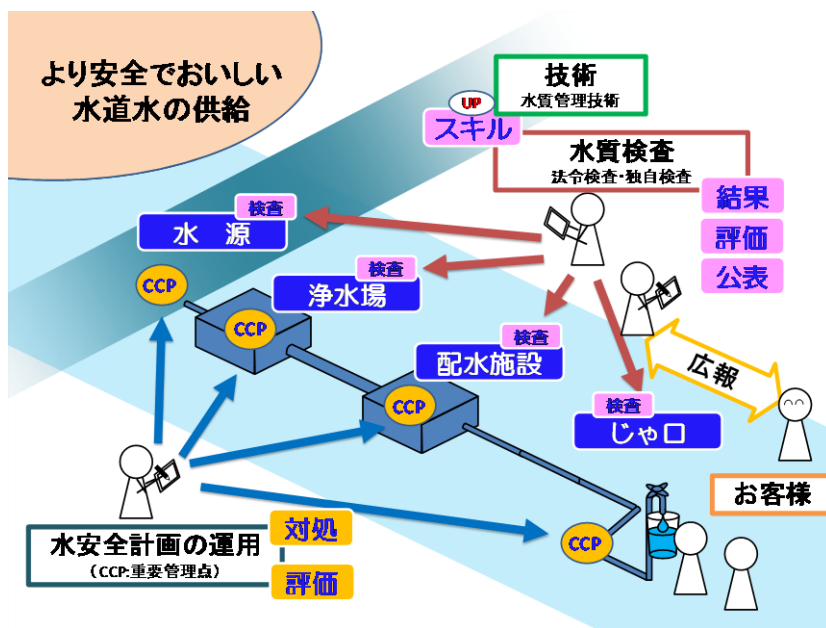 より安全でおいしい
水道水の供給
技術
水質管理技術
UP
スキル
水質検査
法令検査・独自検査
結果
評価
公表
検査
水 源
検査
浄水場
検査
配水施設
検査
じゃ口
CCP
CCP
CCP
CCP
広報
お客様
水安全計画の運用
(CCP:重要管理点)
対処
評価